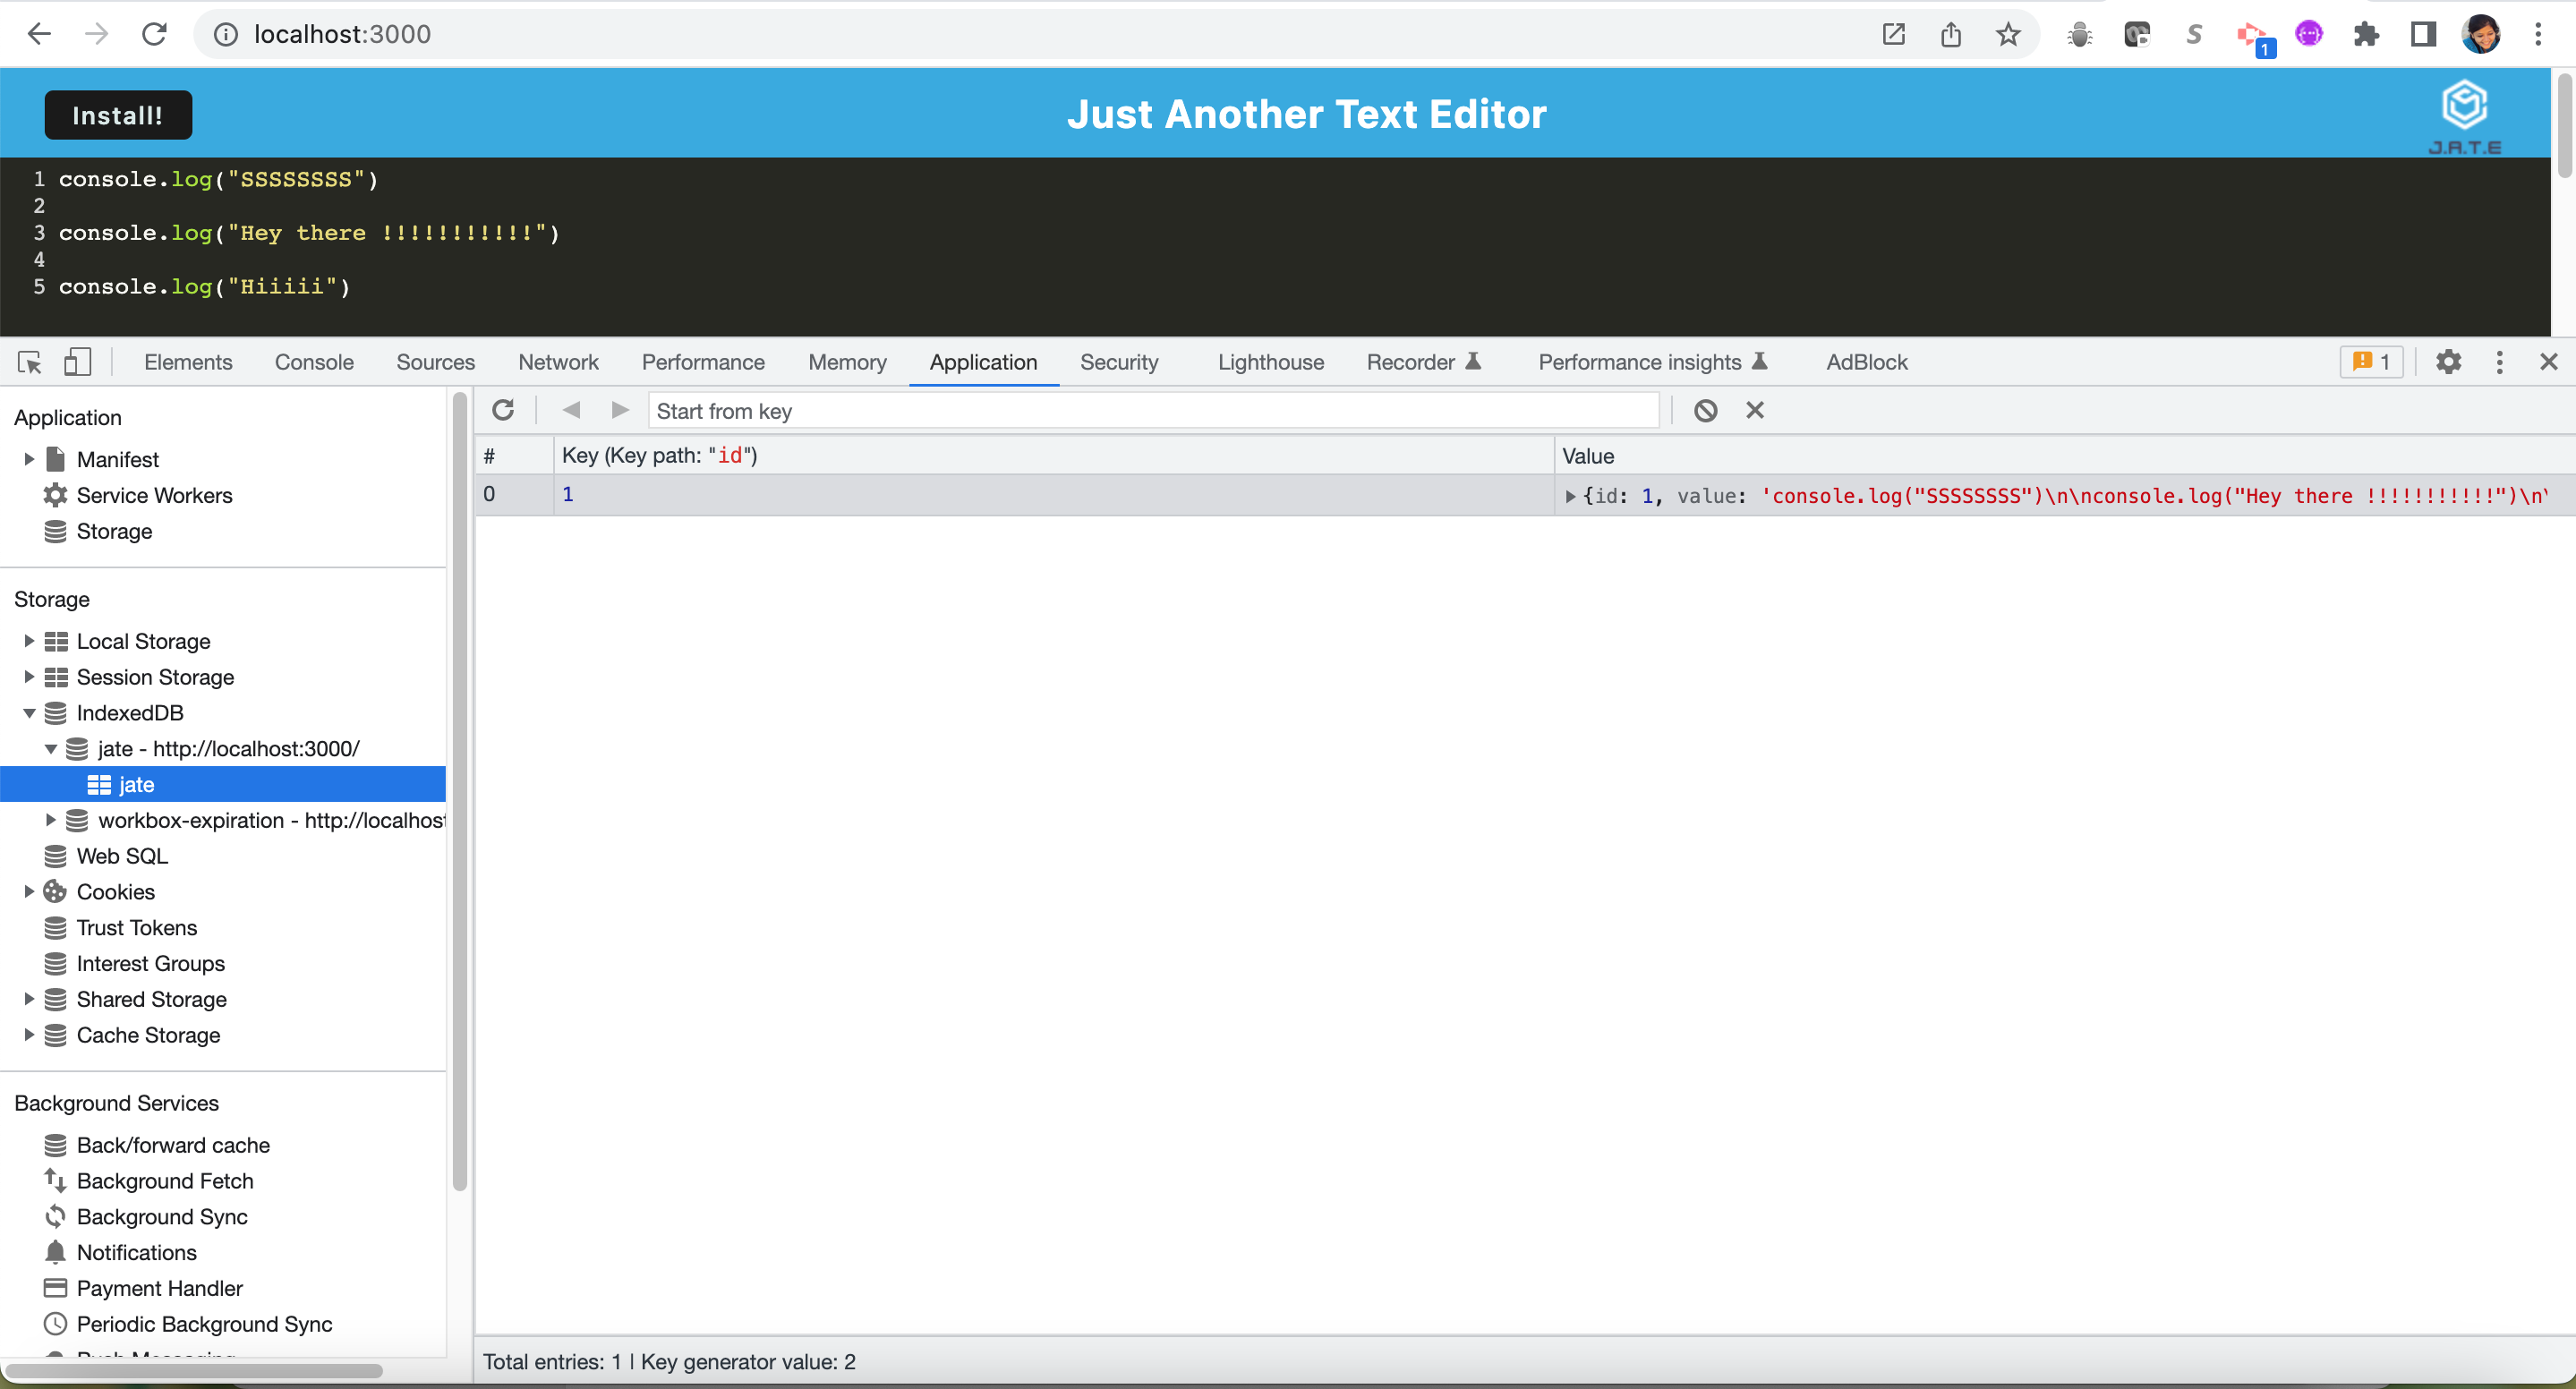 localhost:3000
1
Install!
Just Another Text Editor
J.A.T.E
1 console.log("SSSSSSSS")
2
3 console.log("Hey there !!!!!!!!!!!")
4
5 console.log("Hiiiii")
Elements Console Sources Network Performance Memory Application Security Lighthouse Recorder Performance insights AdBlock 1
Application
Manifest
Service Workers
Storage
Storage
Local Storage
Session Storage
IndexedDB
jate - http://localhost:3000/
jate
workbox-expiration - http://localhost
Web SQL
Cookies
Trust Tokens
Interest Groups
Shared Storage
Cache Storage
Background Services
Back/forward cache
Background Fetch
Background Sync
Notifications
Payment Handler
Periodic Background Sync
Start from key
# Key (Key path: "id") Value
0 1 {id: 1, value: 'console.log("SSSSSSSS")\n\nconsole.log("Hey there !!!!!!!!!!!")\n\
Total entries: 1 | Key generator value: 2